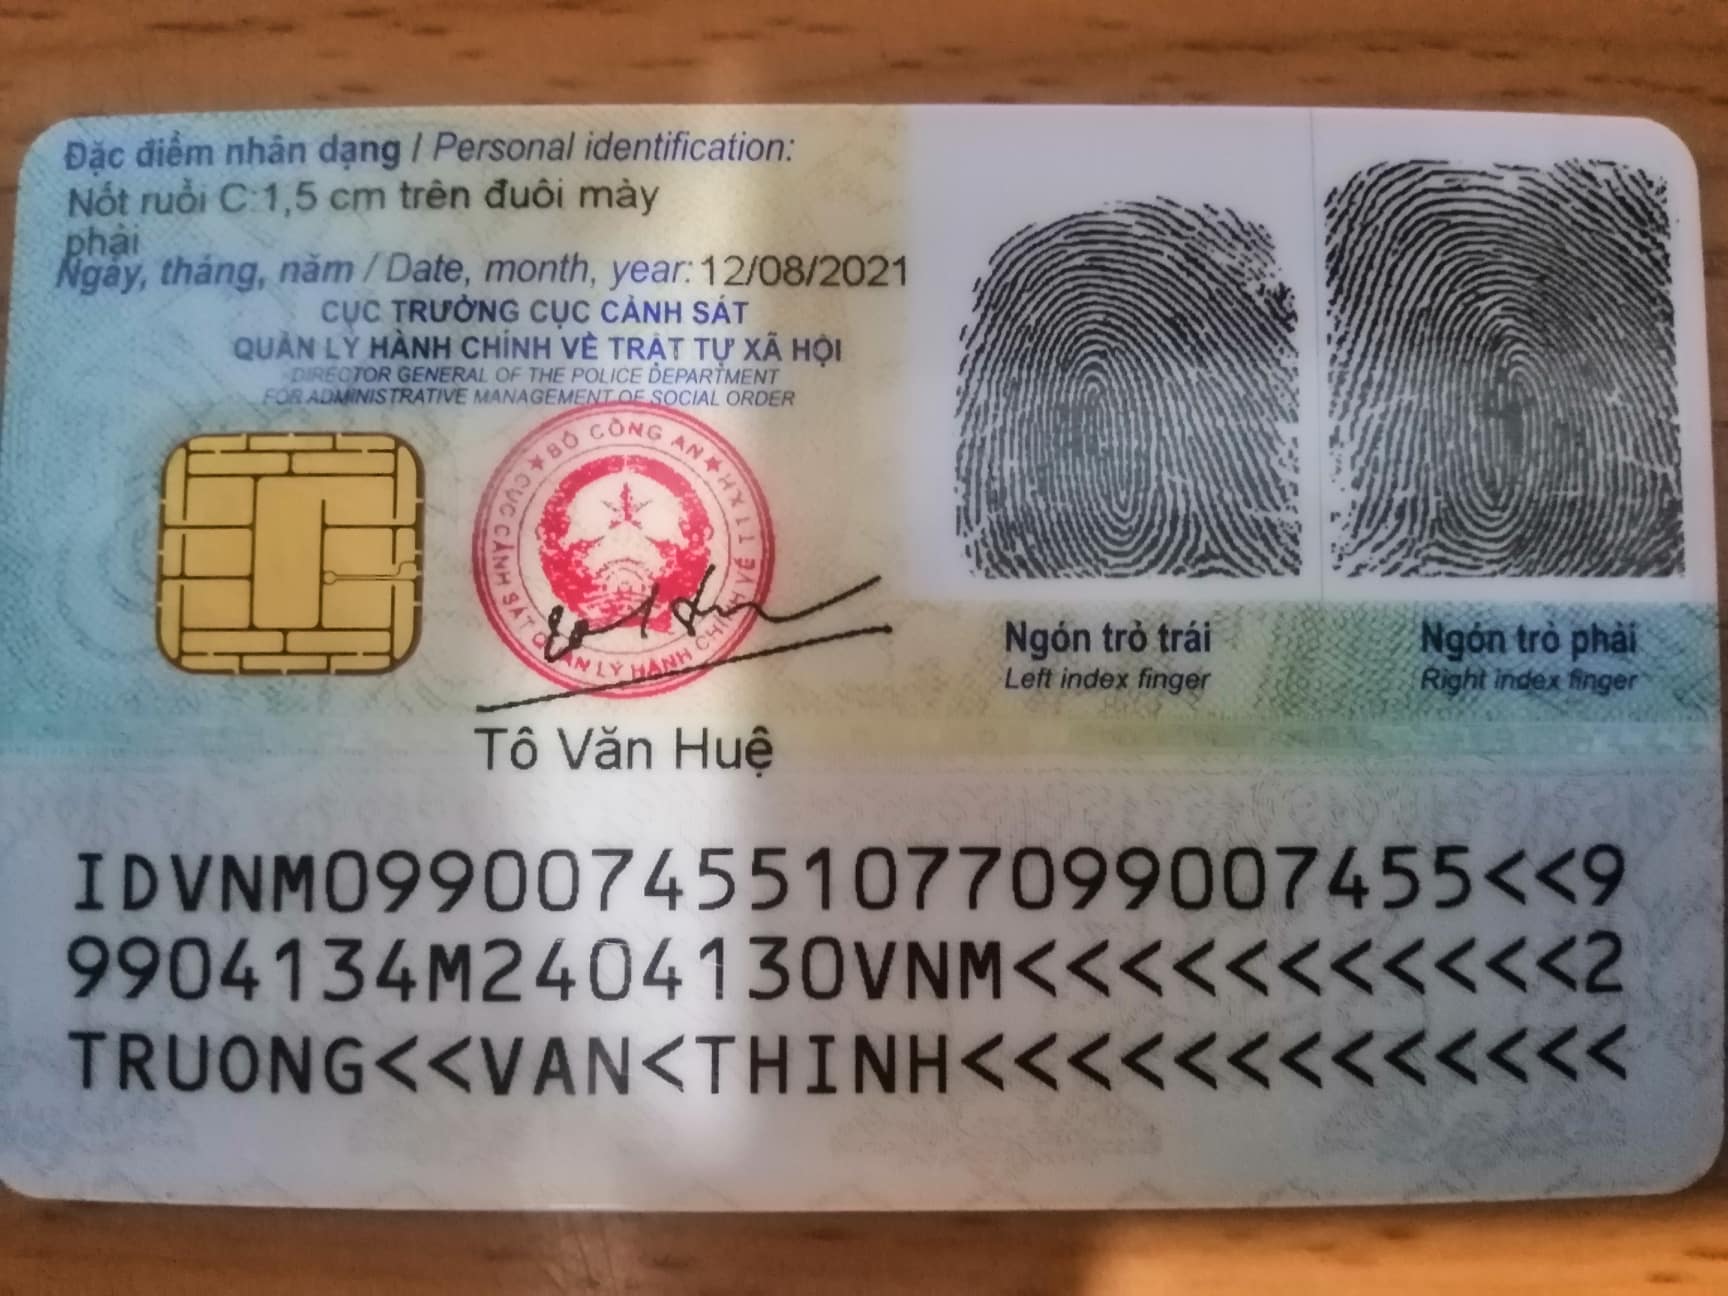 Đặc điểm nhân dạng / Personal identification:
Nốt ruồi C:1,5 cm trên đuôi mày
phải
Ngày, tháng, năm / Date, month, year: 12/08/2021
CỤC TRƯỞNG CỤC CẢNH SÁT
QUẢN LÝ HÀNH CHÍNH VỀ TRẬT TỰ XÃ HỘI
DIRECTOR GENERAL OF THE POLICE DEPARTMENT
FOR ADMINISTRATIVE MANAGEMENT OF SOCIAL ORDER
BỘ CÔNG AN
CỤC CẢNH SÁT QUẢN LÝ HÀNH CHÍNH VỀ TTXH
Tô Văn Huệ
Ngón trỏ trái
Left index finger
Ngón trỏ phải
Right index finger
IDVNM0990074551077099007455<<9
9904134M2404130VNM<<<<<<<<<<<2
TRUONG<<VAN<THINH<<<<<<<<<<<<<